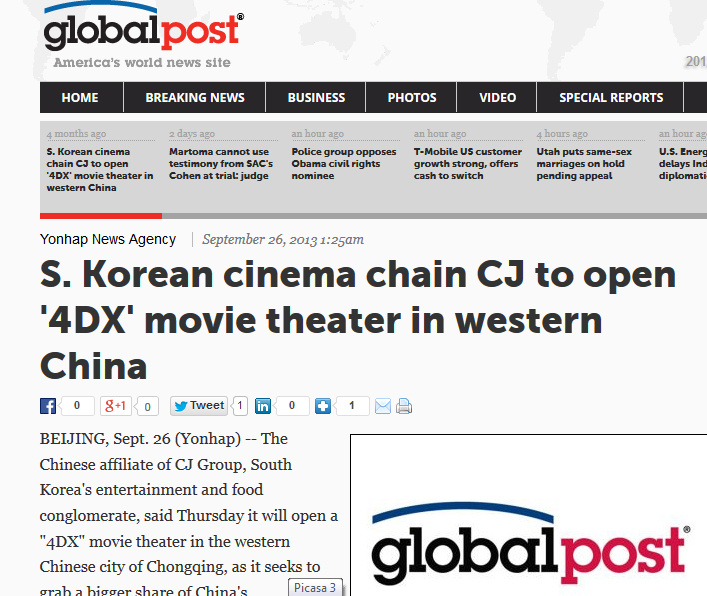 globalpost®
America's world news site
201
HOME BREAKING NEWS BUSINESS PHOTOS VIDEO SPECIAL REPORTS
4 months ago
S. Korean cinema
chain CJ to open
'4DX' movie theater in
western China
2 days ago
Martoma cannot use
testimony from SAC's
Cohen at trial: judge
an hour ago
Police group opposes
Obama civil rights
nominee
an hour ago
T-Mobile US customer
growth strong, offers
cash to switch
4 hours ago
Utah puts same-sex
marriages on hold
pending appeal
an hour ag
U.S. Energ
delays Ind
diplomati
Yonhap News Agency September 26, 2013 1:25am
S. Korean cinema chain CJ to open
'4DX' movie theater in western
China
f 0 g+1 0 Tweet 1 in 0 + 1
BEIJING, Sept. 26 (Yonhap) -- The
Chinese affiliate of CJ Group, South
Korea's entertainment and food
conglomerate, said Thursday it will open a
"4DX" movie theater in the western
Chinese city of Chongqing, as it seeks to
grab a bigger share of China's
globalpost®
Picasa 3